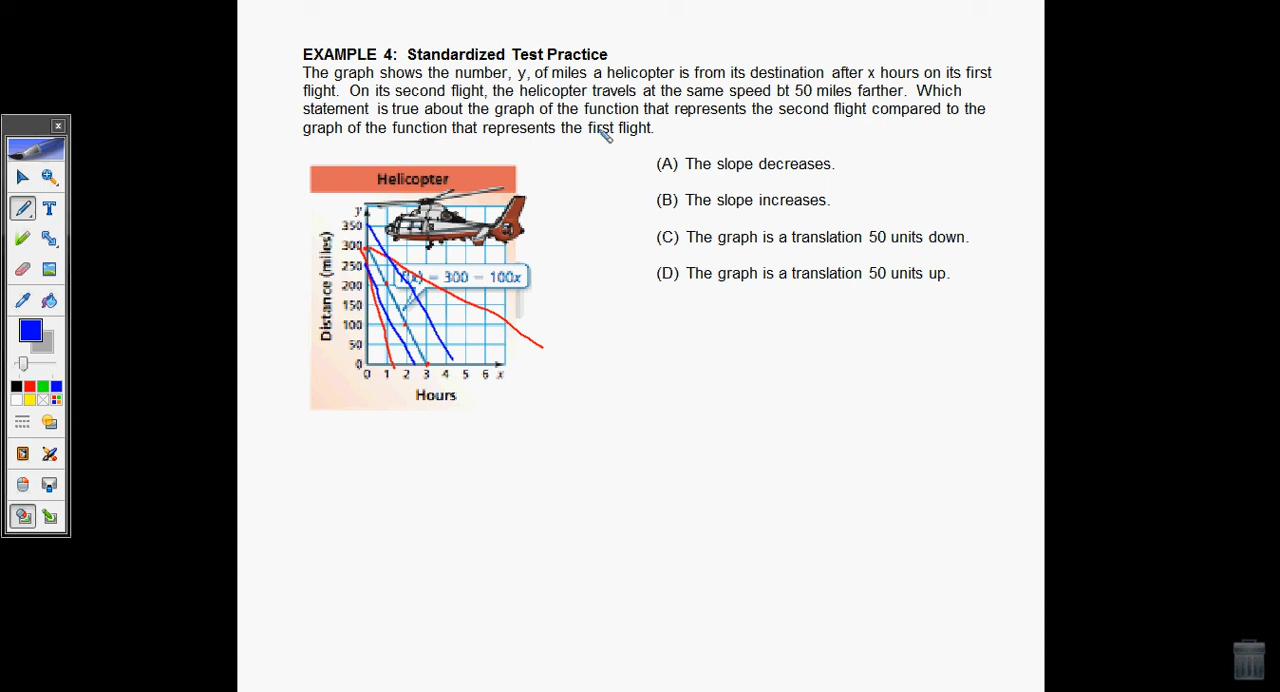 EXAMPLE 4: Standardized Test Practice
The graph shows the number, y, of miles a helicopter is from its destination after x hours on its first
flight. On its second flight, the helicopter travels at the same speed bt 50 miles farther. Which
statement is true about the graph of the function that represents the second flight compared to the
graph of the function that represents the first flight.
(A) The slope decreases.
(B) The slope increases.
(C) The graph is a translation 50 units down.
(D) The graph is a translation 50 units up.
Helicopter
y
350
300
250
200
150
100
50
0
Distance (miles)
f(x) = 300 − 100x
0 1 2 3 4 5 6 x
Hours
T